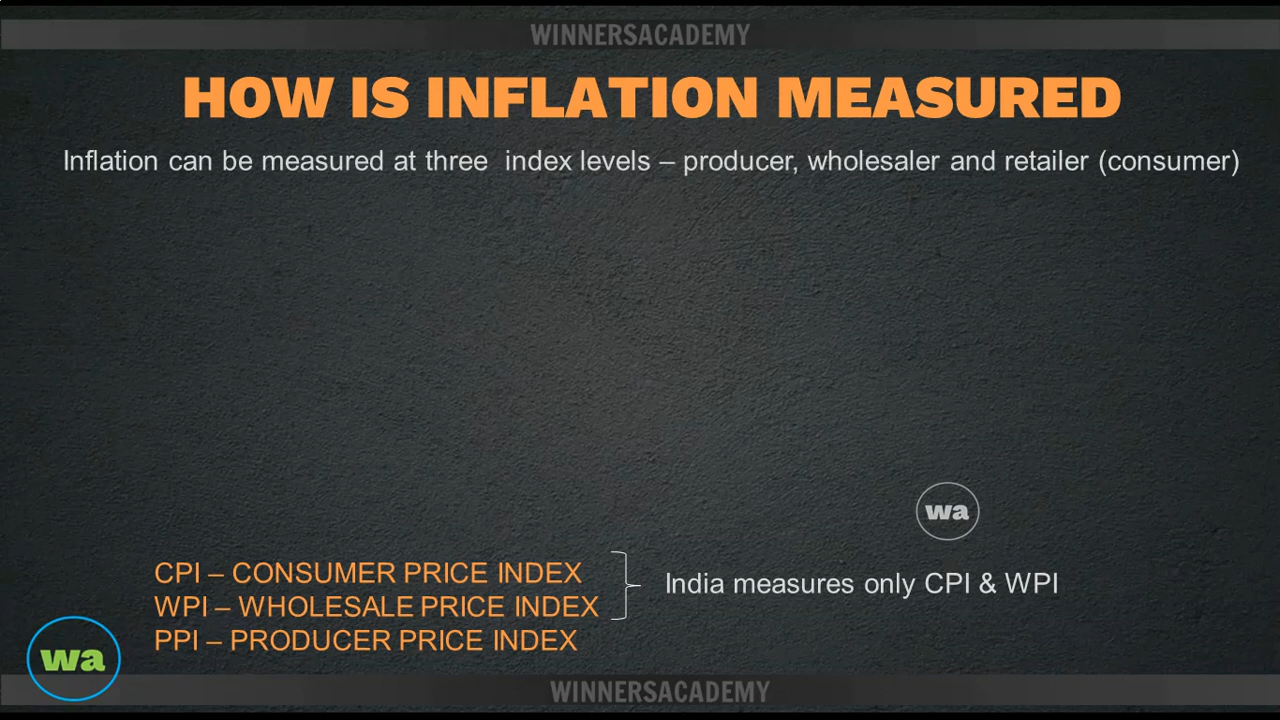 WINNERSACADEMY
HOW IS INFLATION MEASURED
Inflation can be measured at three index levels – producer, wholesaler and retailer (consumer)
wa
CPI – CONSUMER PRICE INDEX
WPI – WHOLESALE PRICE INDEX
PPI – PRODUCER PRICE INDEX
India measures only CPI & WPI
wa
WINNERSACADEMY